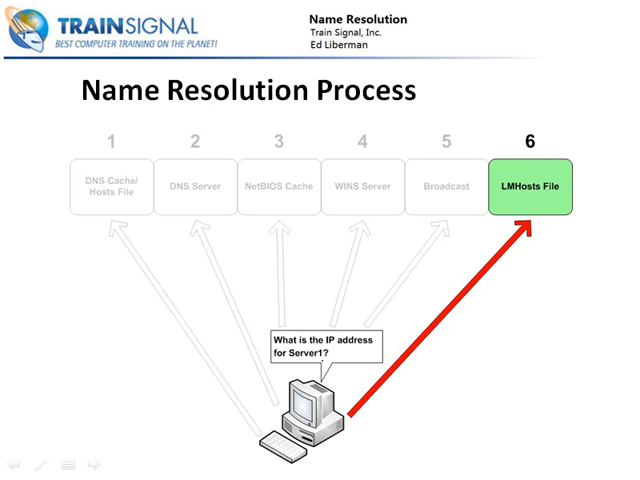 TRAINSIGNAL
BEST COMPUTER TRAINING ON THE PLANET!
Name Resolution
Train Signal, Inc.
Ed Liberman
Name Resolution Process
1 2 3 4 5 6
DNS Cache/
Hosts File
DNS Server
NetBIOS Cache
WINS Server
Broadcast
LMHosts File
What is the IP address
for Server1?